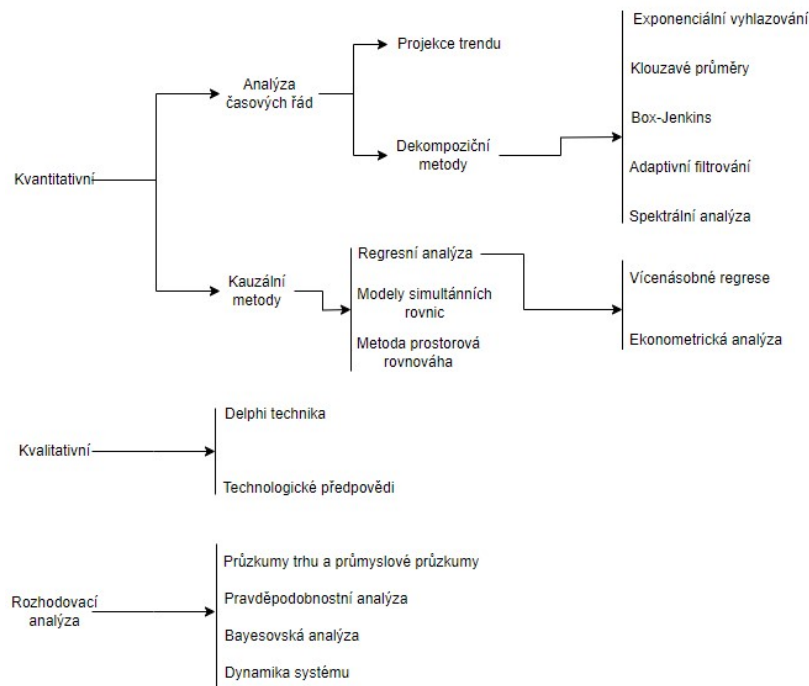 Kvantitativní
Analýza
časových řád
Projekce trendu
Dekompoziční
metody
Exponenciální vyhlazování
Klouzavé průměry
Box-Jenkins
Adaptivní filtrování
Spektrální analýza
Kauzální
metody
Regresní analýza
Modely simultánních
rovnic
Metoda prostorová
rovnováha
Vícenásobné regrese
Ekonometrická analýza
Kvalitativní
Delphi technika
Technologické předpovědi
Rozhodovací
analýza
Průzkumy trhu a průmyslové průzkumy
Pravděpodobnostní analýza
Bayesovská analýza
Dynamika systému